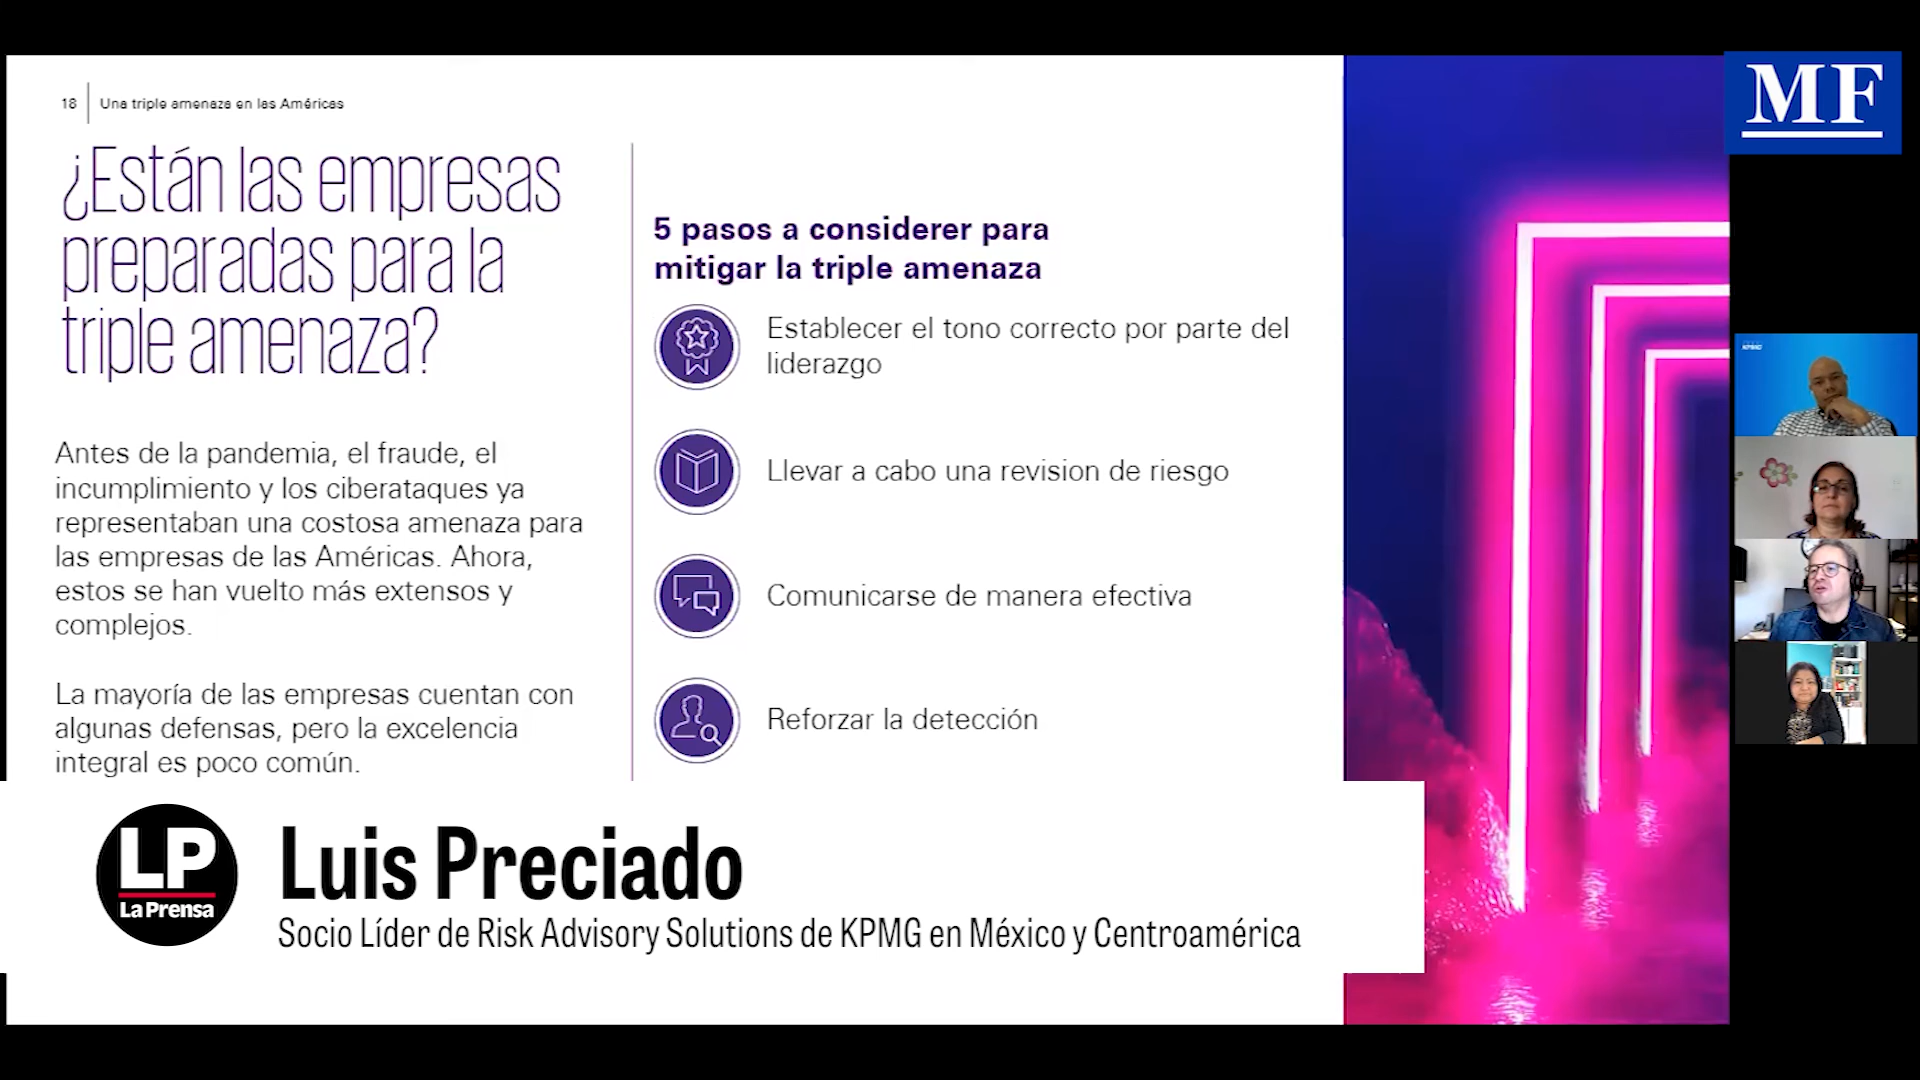 18 Una triple amenaza en las Américas
¿Están las empresas
preparadas para la
triple amenaza?
Antes de la pandemia, el fraude, el
incumplimiento y los ciberataques ya
representaban una costosa amenaza para
las empresas de las Américas. Ahora,
estos se han vuelto más extensos y
complejos.
La mayoría de las empresas cuentan con
algunas defensas, pero la excelencia
integral es poco común.
5 pasos a considerer para
mitigar la triple amenaza
Establecer el tono correcto por parte del
liderazgo
Llevar a cabo una revision de riesgo
Comunicarse de manera efectiva
Reforzar la detección
MF
KPMG
LP
La Prensa
Luis Preciado
Socio Líder de Risk Advisory Solutions de KPMG en México y Centroamérica